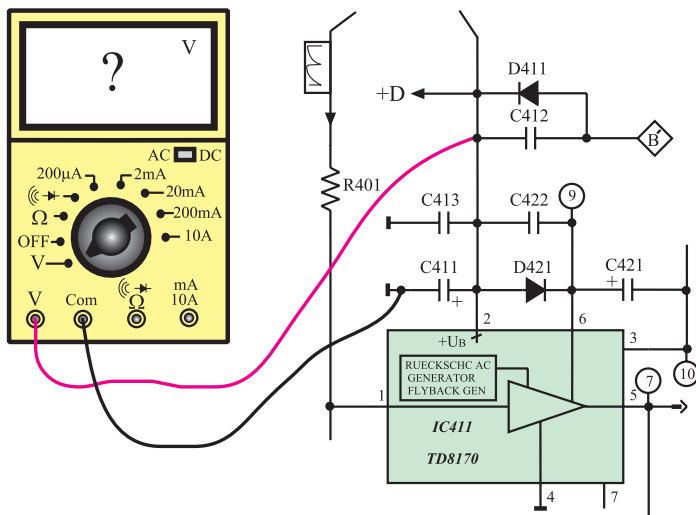 V
?
AC DC
200µA
2mA
20mA
200mA
10A
Ω
OFF
V
V
Com
Ω
mA
10A
+D
D411
C412
B'
R401
C413
C422
9
C411
+
D421
C421
+
2
+UB
6
3
10
RUECKSCHC AC
GENERATOR
FLYBACK GEN
1
5
7
IC411
TD8170
4
7